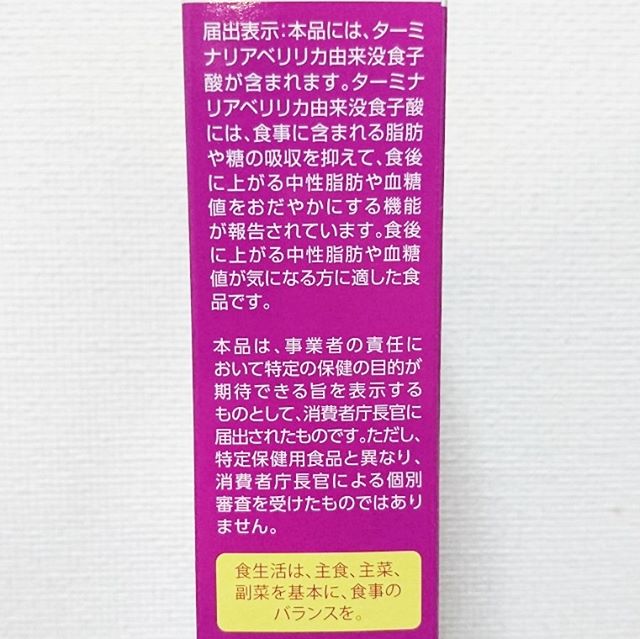 届出表示：本品には、ターミ
ナリアベリリカ由来没食子
酸が含まれます。ターミナ
リアベリリカ由来没食子酸
には、食事に含まれる脂肪
や糖の吸収を抑えて、食後
に上がる中性脂肪や血糖
値をおだやかにする機能
が報告されています。食後
に上がる中性脂肪や血糖
値が気になる方に適した食
品です。
本品は、事業者の責任に
おいて特定の保健の目的が
期待できる旨を表示する
ものとして、消費者庁長官に
届出されたものです。ただし、
特定保健用食品と異なり、
消費者庁長官による個別
審査を受けたものではあり
ません。
食生活は、主食、主菜、
副菜を基本に、食事の
バランスを。